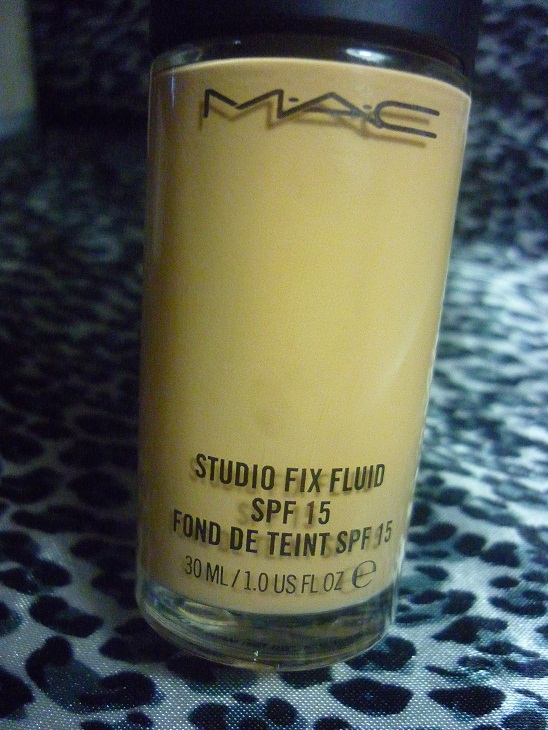 M·A·C
STUDIO FIX FLUID
SPF 15
FOND DE TEINT SPF 15
30 ML / 1.0 US FL OZ ℮